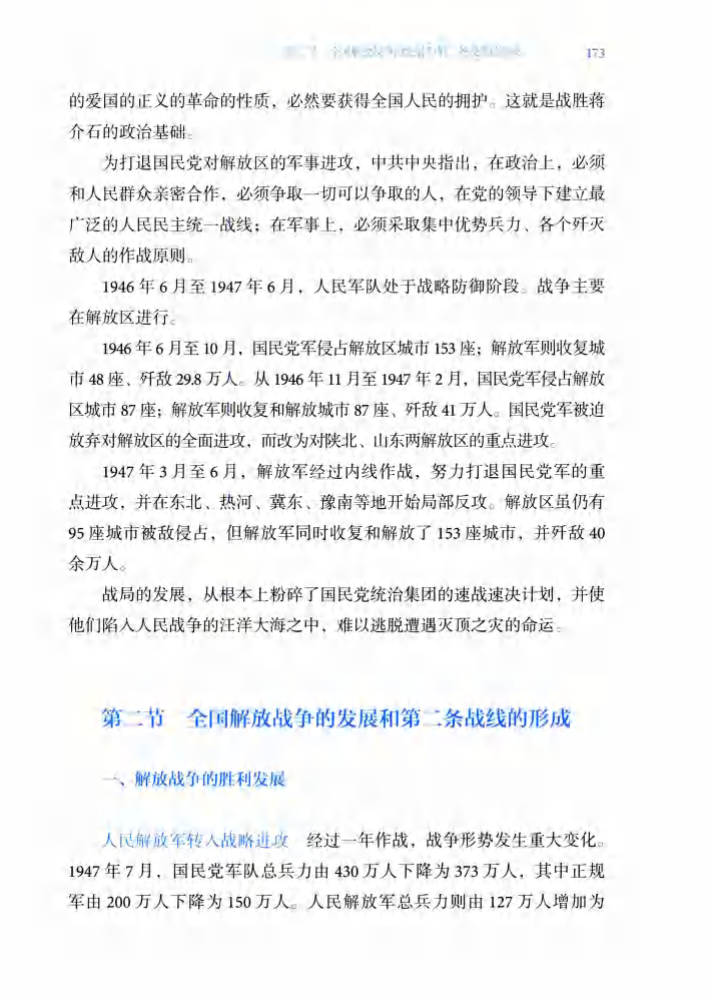 173
的爱国的正义的革命的性质，必然要获得全国人民的拥护。这就是战胜蒋
介石的政治基础。
为打退国民党对解放区的军事进攻，中共中央指出，在政治上，必须
和人民群众亲密合作，必须争取一切可以争取的人，在党的领导下建立最
广泛的人民民主统一战线；在军事上，必须采取集中优势兵力、各个歼灭
敌人的作战原则。
1946 年 6 月至 1947 年 6 月，人民军队处于战略防御阶段。战争主要
在解放区进行。
1946 年 6 月至 10 月，国民党军侵占解放区城市 153 座；解放军则收复城
市 48 座、歼敌 29.8 万人。从 1946 年 11 月至 1947 年 2 月，国民党军侵占解放
区城市 87 座；解放军则收复和解放城市 87 座、歼敌 41 万人。国民党军被迫
放弃对解放区的全面进攻，而改为对陕北、山东两解放区的重点进攻。
1947 年 3 月至 6 月，解放军经过内线作战，努力打退国民党军的重
点进攻，并在东北、热河、冀东、豫南等地开始局部反攻。解放区虽仍有
95 座城市被敌侵占，但解放军同时收复和解放了 153 座城市，并歼敌 40
余万人。
战局的发展，从根本上粉碎了国民党统治集团的速战速决计划，并使
他们陷入人民战争的汪洋大海之中，难以逃脱遭遇灭顶之灾的命运。
第二节 全国解放战争的发展和第二条战线的形成
一、解放战争的胜利发展
人民解放军转入战略进攻 经过一年作战，战争形势发生重大变化。
1947 年 7 月，国民党军队总兵力由 430 万人下降为 373 万人，其中正规
军由 200 万人下降为 150 万人。人民解放军总兵力则由 127 万人增加为